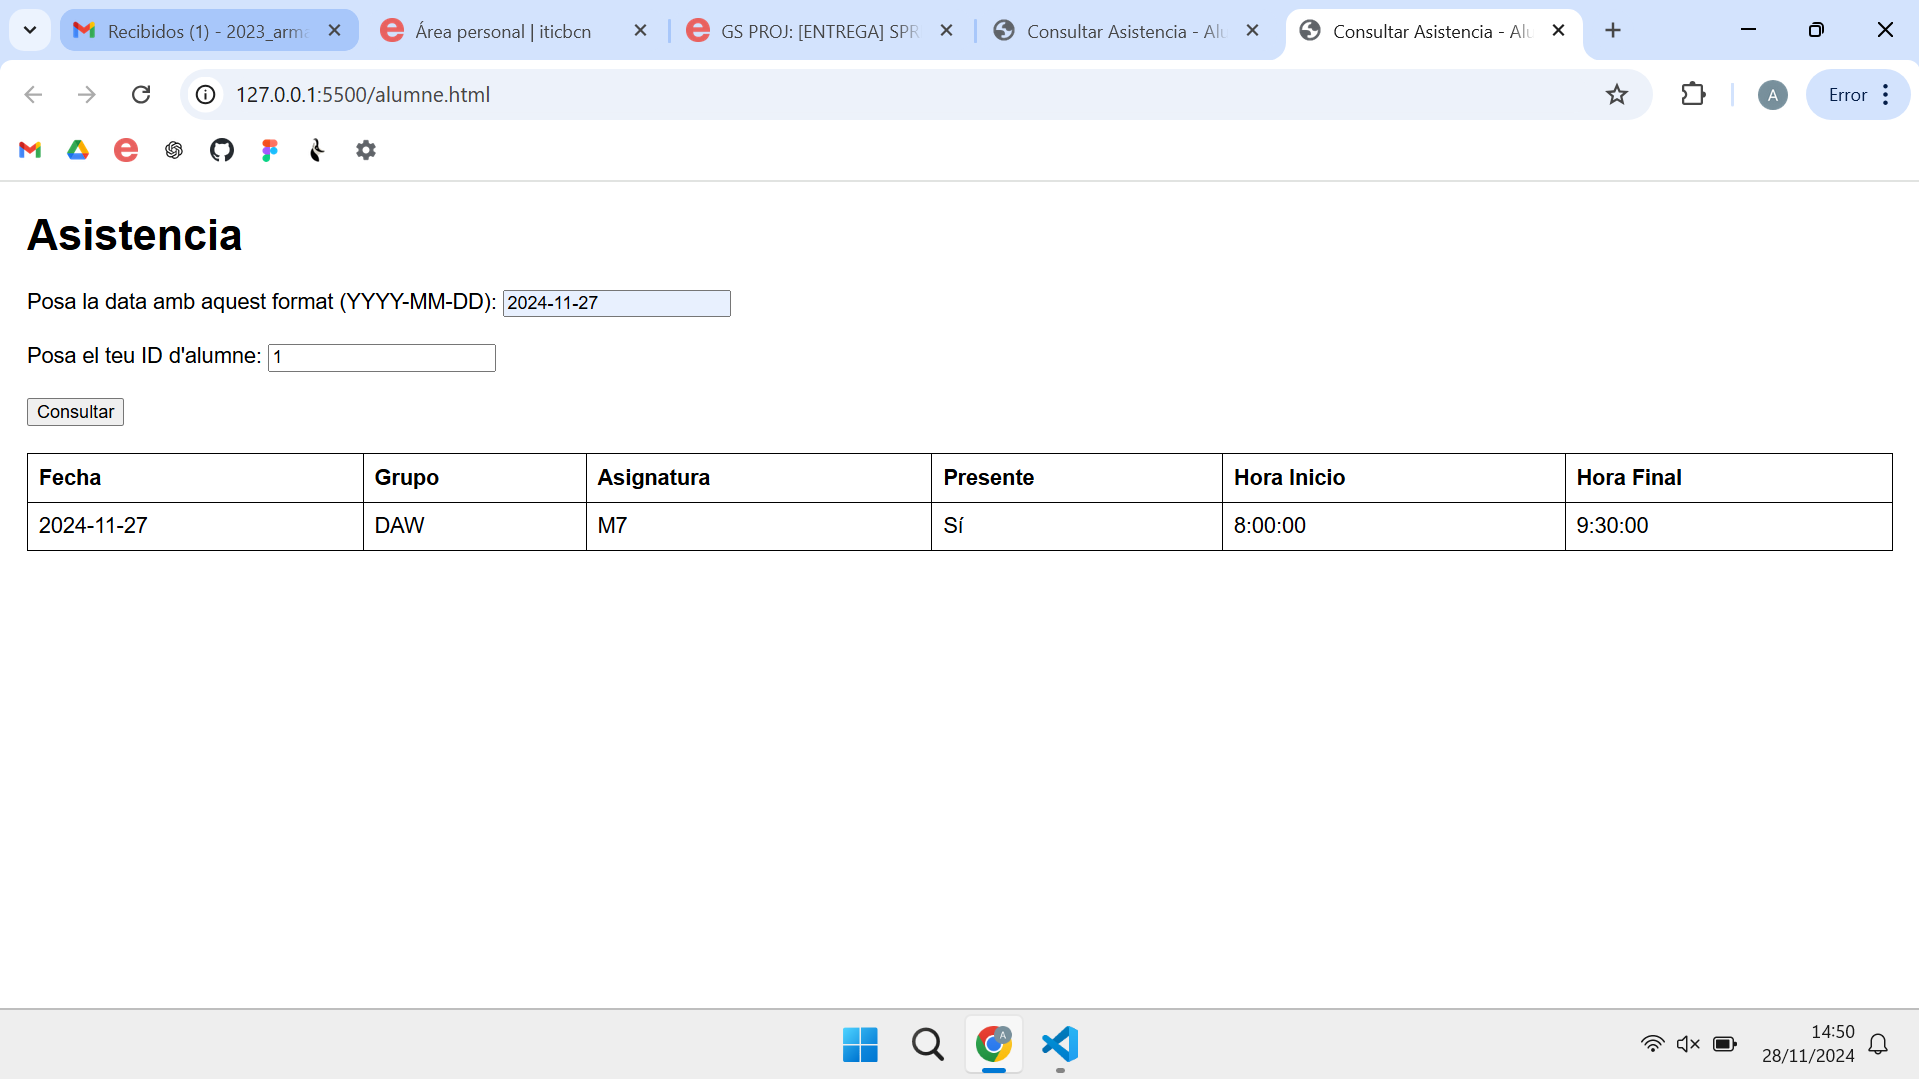 Recibidos (1) - 2023_arma
Área personal | iticbcn
GS PROJ: [ENTREGA] SPR
Consultar Asistencia - Alu
Consultar Asistencia - Alu
127.0.0.1:5500/alumne.html
A
Error
Asistencia
Posa la data amb aquest format (YYYY-MM-DD): 2024-11-27
Posa el teu ID d'alumne: 1
Consultar
Fecha Grupo Asignatura Presente Hora Inicio Hora Final
2024-11-27 DAW M7 Sí 8:00:00 9:30:00
14:50
28/11/2024